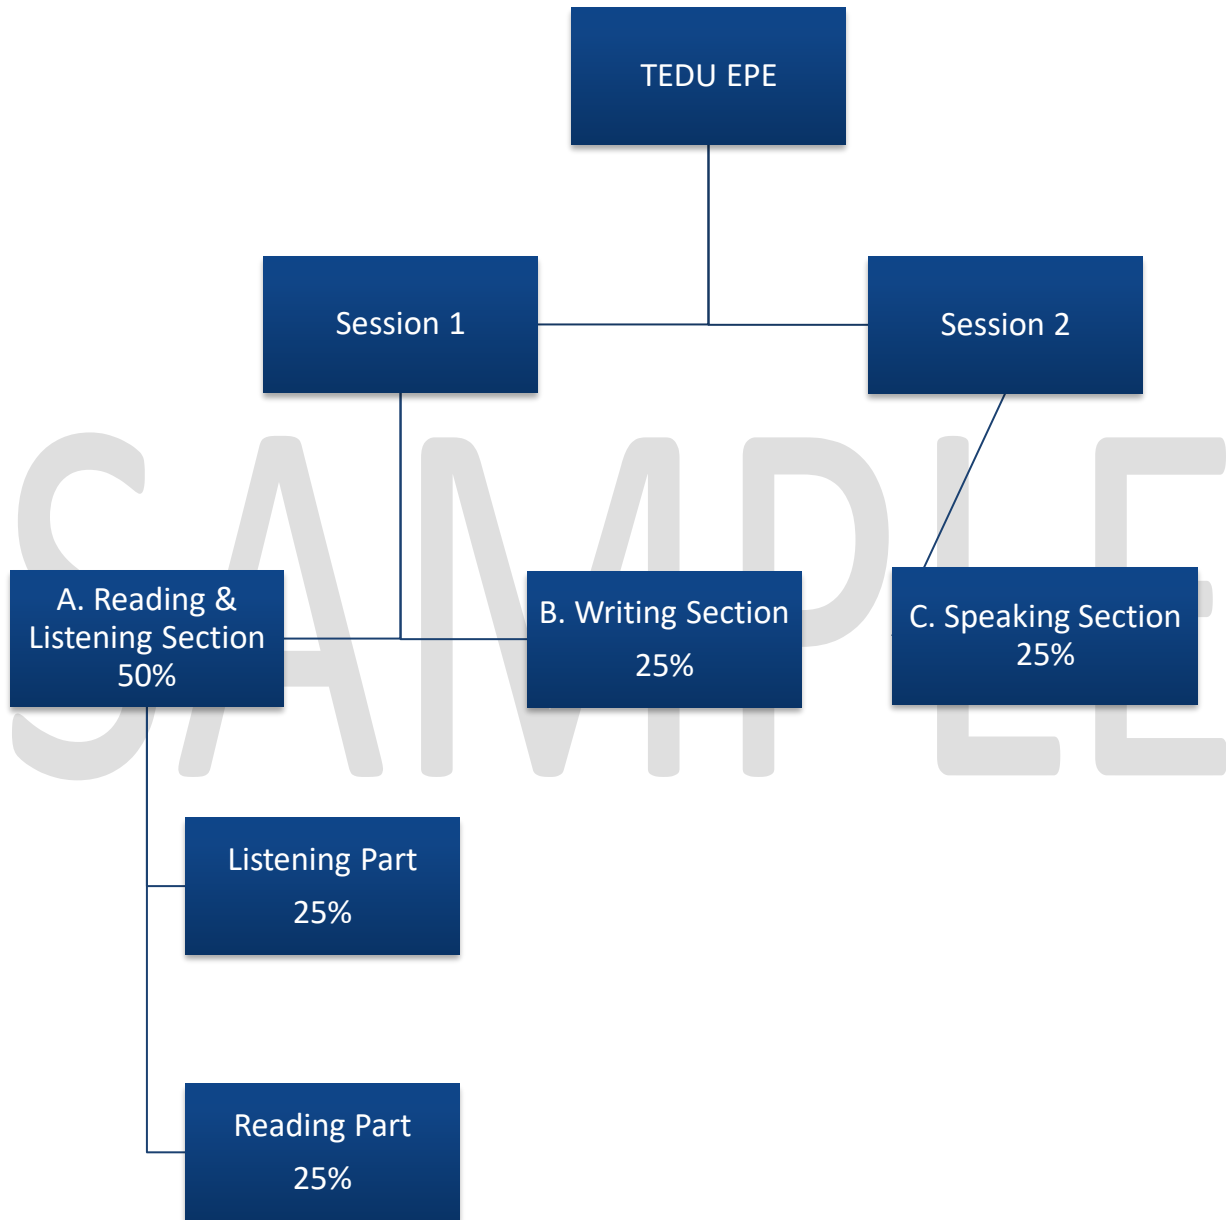 TEDU EPE
Session 1
Session 2
SAMPLE
A. Reading &
Listening Section
50%
B. Writing Section
25%
C. Speaking Section
25%
Listening Part
25%
Reading Part
25%